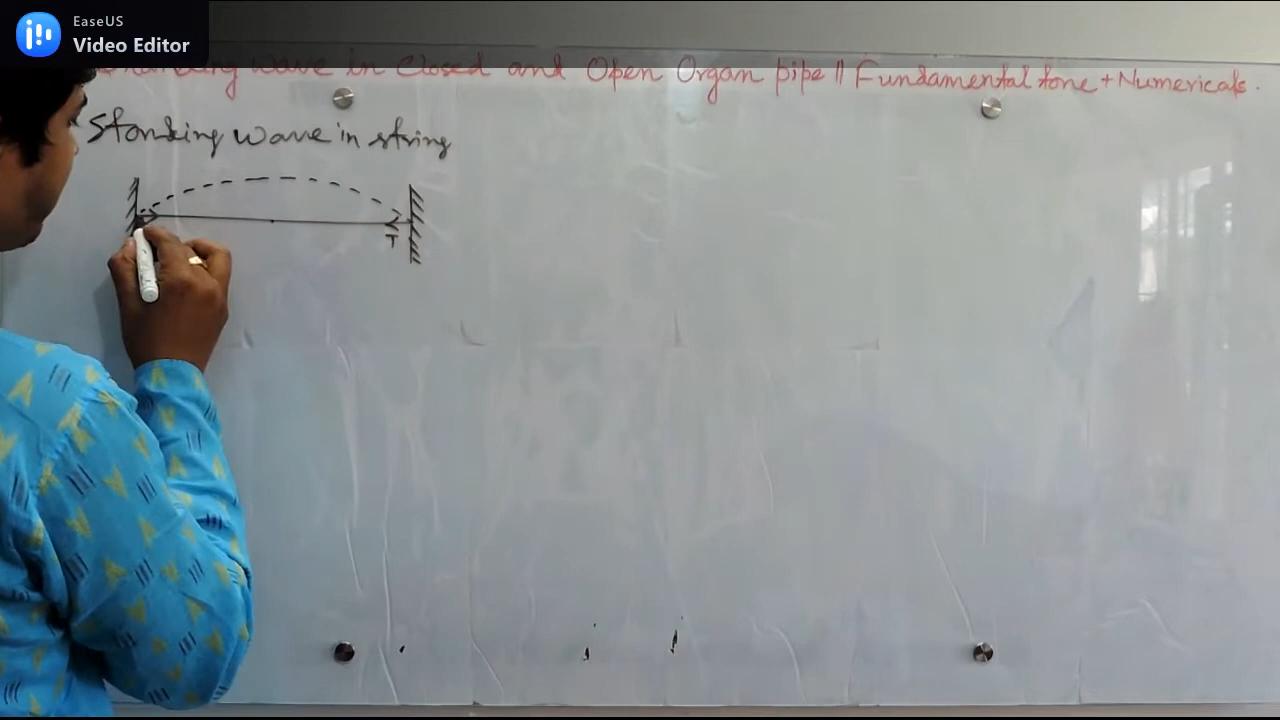 EaseUS
Video Editor
Standing wave in Closed and Open Organ pipe || Fundamental tone + Numericals.
Standing wave in string
T